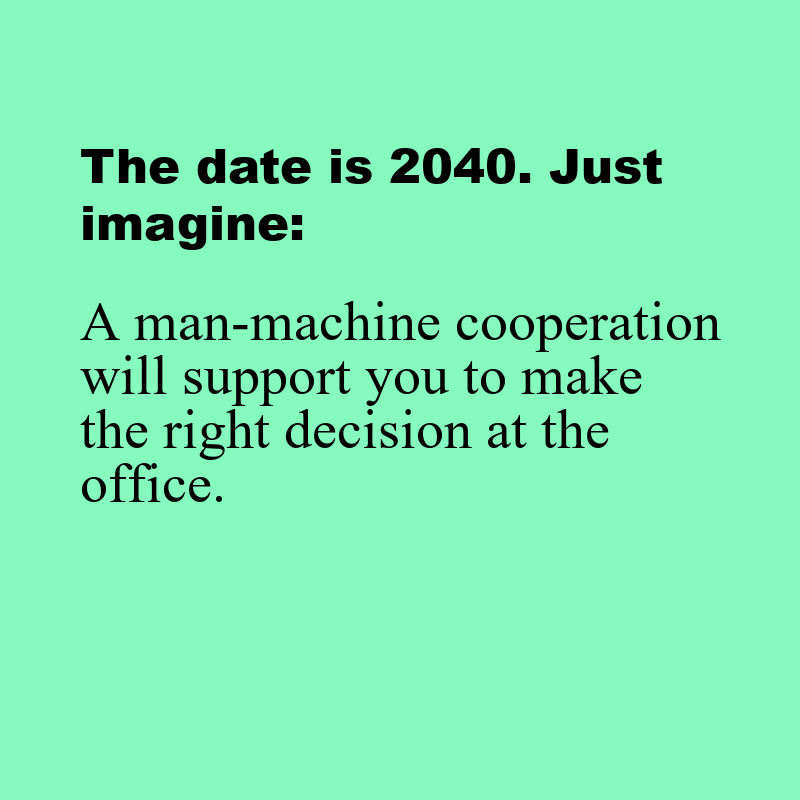 The date is 2040. Just
imagine:
A man-machine cooperation
will support you to make
the right decision at the
office.